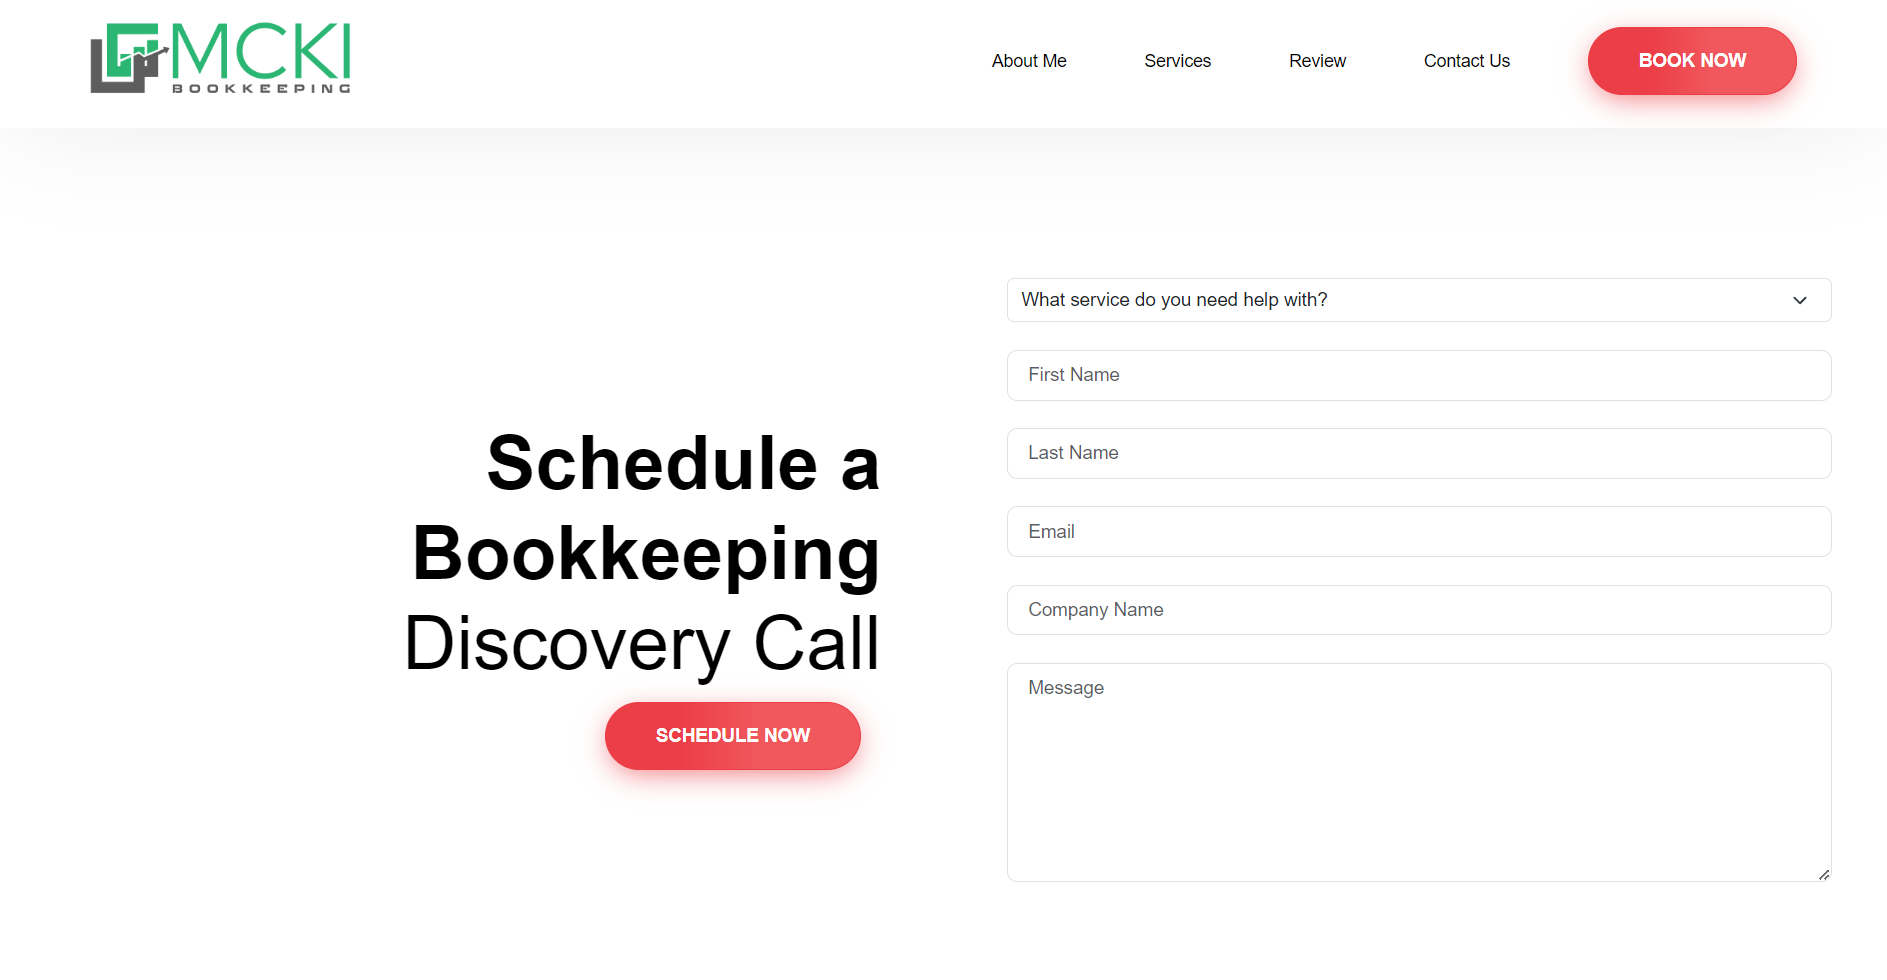 MCKI
BOOKKEEPING
About Me
Services
Review
Contact Us
BOOK NOW
Schedule a
Bookkeeping
Discovery Call
SCHEDULE NOW
What service do you need help with?
First Name
Last Name
Email
Company Name
Message